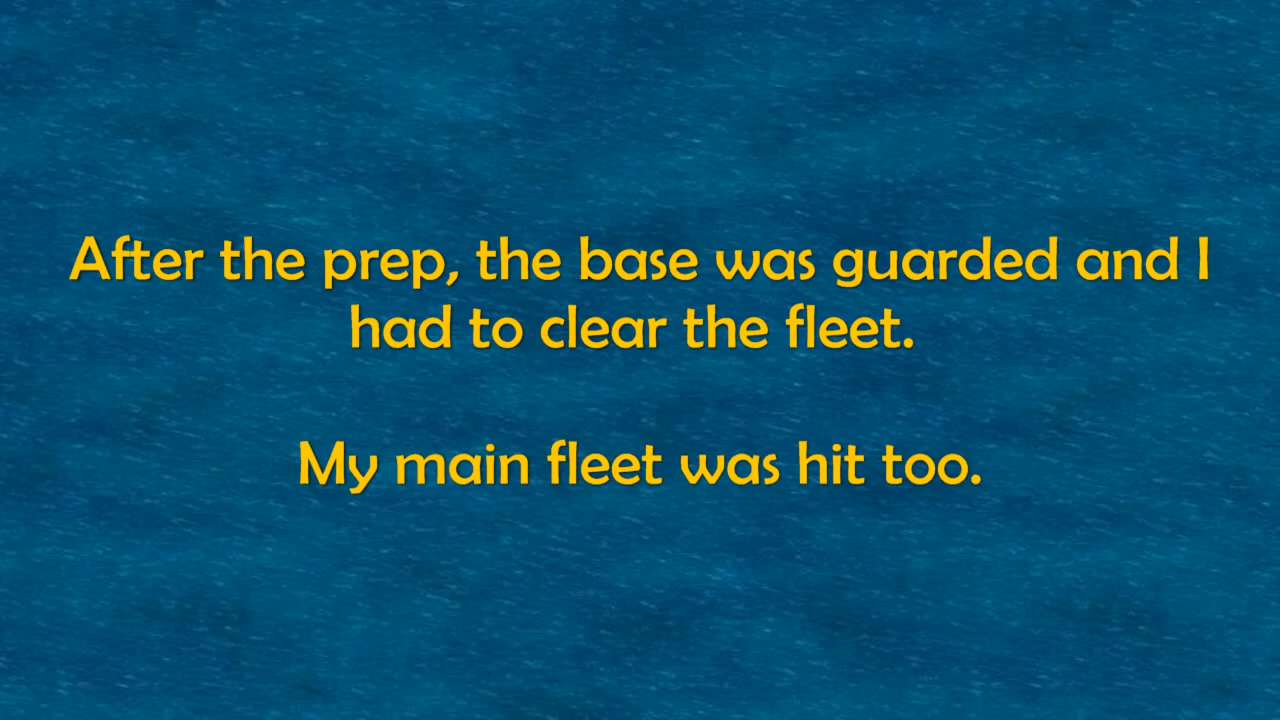 After the prep, the base was guarded and I
had to clear the fleet.
My main fleet was hit too.